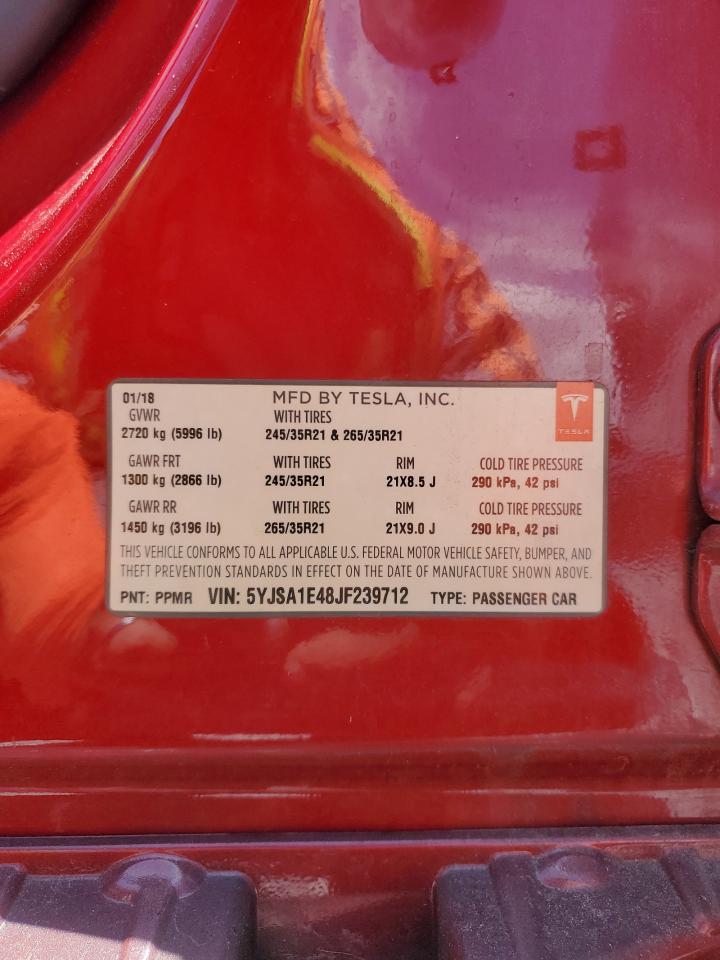 01/18 MFD BY TESLA, INC.
GVWR WITH TIRES
2720 kg (5996 lb) 245/35R21 & 265/35R21
TESLA
GAWR FRT WITH TIRES RIM COLD TIRE PRESSURE
1300 kg (2866 lb) 245/35R21 21X8.5 J 290 kPa, 42 psi
GAWR RR WITH TIRES RIM COLD TIRE PRESSURE
1450 kg (3196 lb) 265/35R21 21X9.0 J 290 kPa, 42 psi
THIS VEHICLE CONFORMS TO ALL APPLICABLE U.S. FEDERAL MOTOR VEHICLE SAFETY, BUMPER, AND
THEFT PREVENTION STANDARDS IN EFFECT ON THE DATE OF MANUFACTURE SHOWN ABOVE.
PNT: PPMR VIN: 5YJSA1E48JF239712 TYPE: PASSENGER CAR